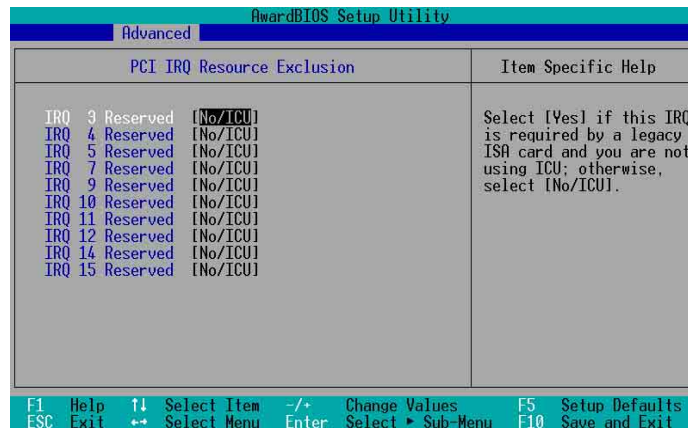 AwardBIOS Setup Utility
Advanced
PCI IRQ Resource Exclusion
Item Specific Help
IRQ 3 Reserved [No/ICU]
IRQ 4 Reserved [No/ICU]
IRQ 5 Reserved [No/ICU]
IRQ 7 Reserved [No/ICU]
IRQ 9 Reserved [No/ICU]
IRQ 10 Reserved [No/ICU]
IRQ 11 Reserved [No/ICU]
IRQ 12 Reserved [No/ICU]
IRQ 14 Reserved [No/ICU]
IRQ 15 Reserved [No/ICU]
Select [Yes] if this IRQ
is required by a legacy
ISA card and you are not
using ICU; otherwise,
select [No/ICU].
F1 Help ↑↓ Select Item -/+ Change Values F5 Setup Defaults
ESC Exit ←→ Select Menu Enter Select ► Sub-Menu F10 Save and Exit